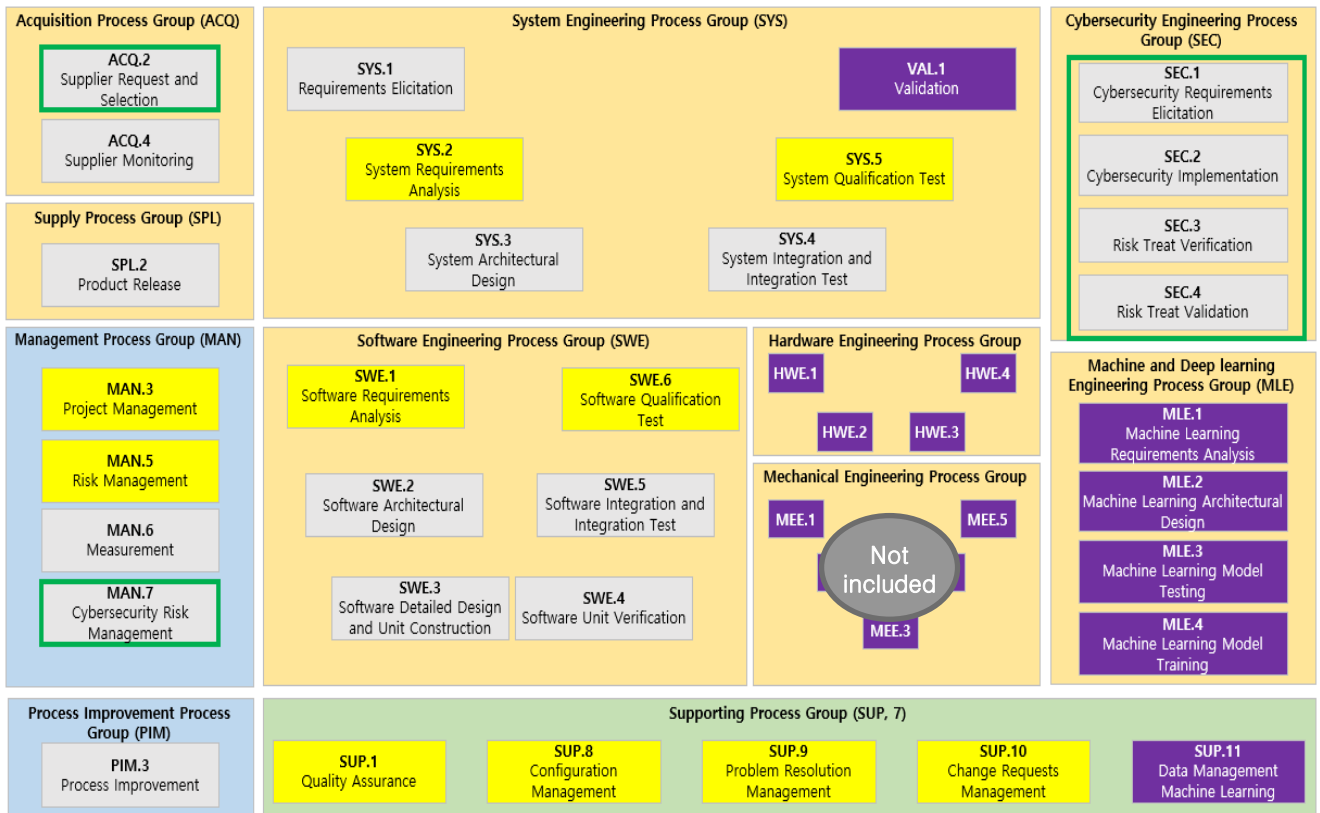 Acquisition Process Group (ACQ)
ACQ.2
Supplier Request and
Selection
ACQ.4
Supplier Monitoring
Supply Process Group (SPL)
SPL.2
Product Release
System Engineering Process Group (SYS)
SYS.1
Requirements Elicitation
VAL.1
Validation
SYS.2
System Requirements
Analysis
SYS.5
System Qualification Test
SYS.3
System Architectural
Design
SYS.4
System Integration and
Integration Test
Cybersecurity Engineering Process
Group (SEC)
SEC.1
Cybersecurity Requirements
Elicitation
SEC.2
Cybersecurity Implementation
SEC.3
Risk Treat Verification
SEC.4
Risk Treat Validation
Management Process Group (MAN)
MAN.3
Project Management
MAN.5
Risk Management
MAN.6
Measurement
MAN.7
Cybersecurity Risk
Management
Software Engineering Process Group (SWE)
SWE.1
Software Requirements
Analysis
SWE.6
Software Qualification
Test
SWE.2
Software Architectural
Design
SWE.5
Software Integration and
Integration Test
SWE.3
Software Detailed Design
and Unit Construction
SWE.4
Software Unit Verification
Hardware Engineering Process Group
HWE.1
HWE.4
HWE.2
HWE.3
Mechanical Engineering Process Group
MEE.1
MEE.5
Not
included
MEE.3
Machine and Deep learning
Engineering Process Group (MLE)
MLE.1
Machine Learning
Requirements Analysis
MLE.2
Machine Learning Architectural
Design
MLE.3
Machine Learning Model
Testing
MLE.4
Machine Learning Model
Training
Process Improvement Process
Group (PIM)
PIM.3
Process Improvement
Supporting Process Group (SUP, 7)
SUP.1
Quality Assurance
SUP.8
Configuration
Management
SUP.9
Problem Resolution
Management
SUP.10
Change Requests
Management
SUP.11
Data Management
Machine Learning